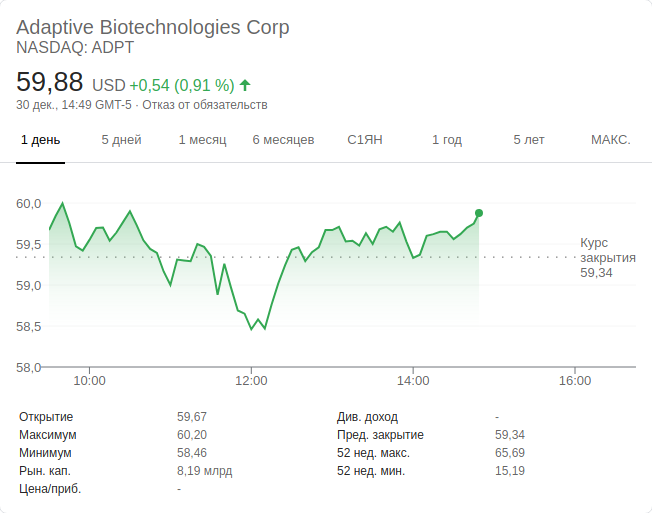 Adaptive Biotechnologies Corp
NASDAQ: ADPT
59,88 USD +0,54 (0,91 %)
30 дек., 14:49 GMT-5 · Отказ от обязательств
1 день 5 дней 1 месяц 6 месяцев С1ЯН 1 год 5 лет МАКС.
60,0
59,5
59,0
58,5
58,0
Курс
закрытия
59,34
10:00 12:00 14:00 16:00
Открытие 59,67 Див. доход -
Максимум 60,20 Пред. закрытие 59,34
Минимум 58,46 52 нед. макс. 65,69
Рын. кап. 8,19 млрд 52 нед. мин. 15,19
Цена/приб. -